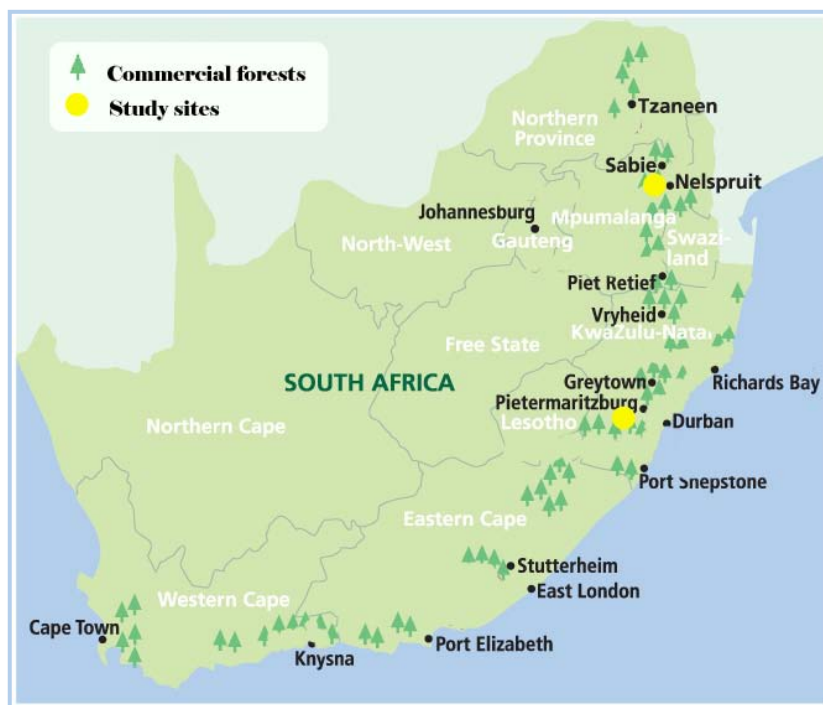 Commercial forests
Study sites
Tzaneen
Northern
Province
Sabie
Nelspruit
Johannesburg
Mpumalanga
North-West
Gauteng
Swazi-
land
Piet Retief
Vryheid
KwaZulu-Natal
Free State
SOUTH AFRICA
Greytown
Richards Bay
Pietermaritzburg
Lesotho
Durban
Northern Cape
Port Shepstone
Eastern Cape
Stutterheim
East London
Western Cape
Cape Town
Port Elizabeth
Knysna